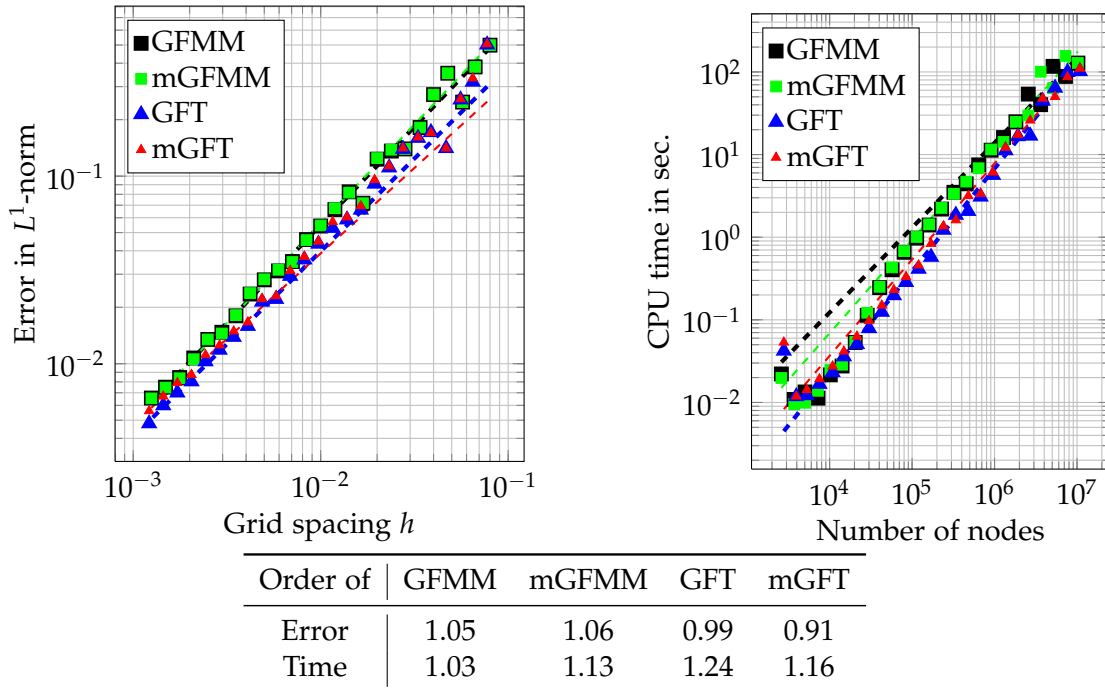 GFMM
mGFMM
GFT
mGFT
10⁻¹
10⁻²
Error in L¹-norm
10⁻³
10⁻²
10⁻¹
Grid spacing h
GFMM
mGFMM
GFT
mGFT
10²
10¹
10⁰
10⁻¹
10⁻²
CPU time in sec.
10⁴
10⁵
10⁶
10⁷
Number of nodes
Order of GFMM mGFMM GFT mGFT
Error 1.05 1.06 0.99 0.91
Time 1.03 1.13 1.24 1.16